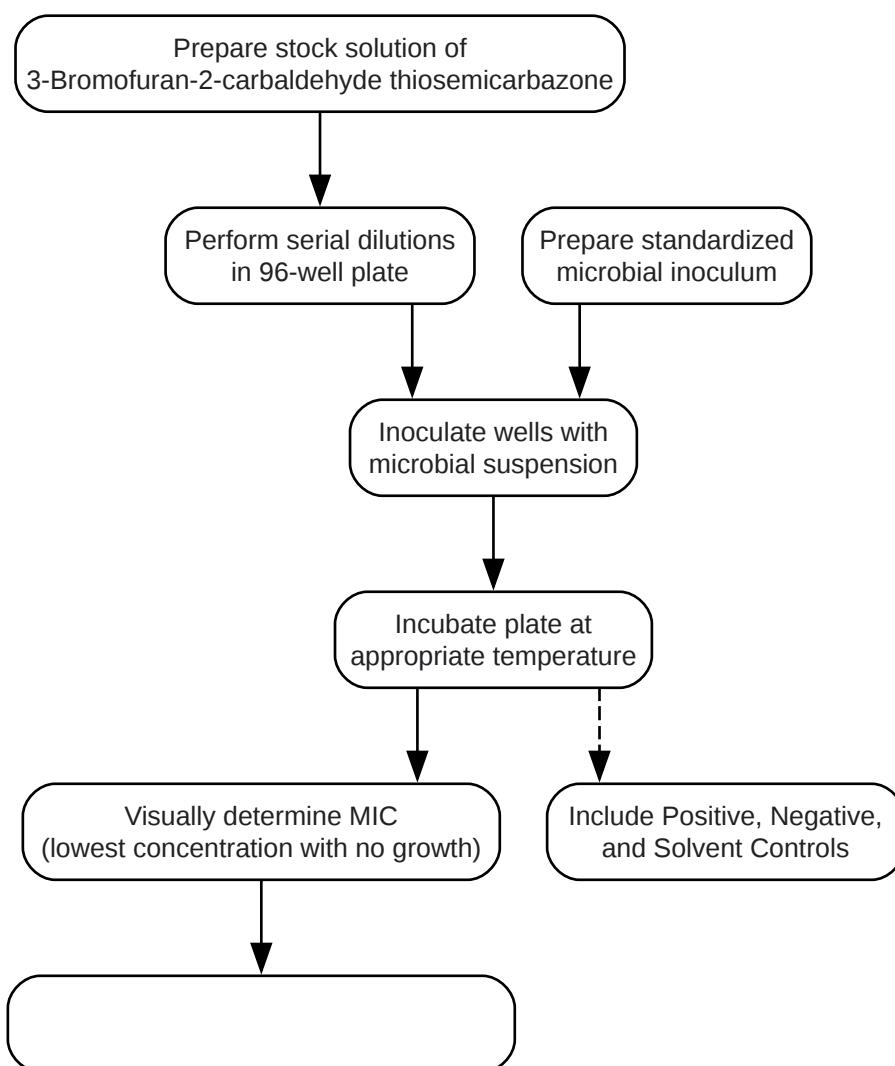 Prepare stock solution of
3-Bromofuran-2-carbaldehyde thiosemicarbazone
Perform serial dilutions
in 96-well plate
Prepare standardized
microbial inoculum
Inoculate wells with
microbial suspension
Incubate plate at
appropriate temperature
Visually determine MIC
(lowest concentration with no growth)
Include Positive, Negative,
and Solvent Controls